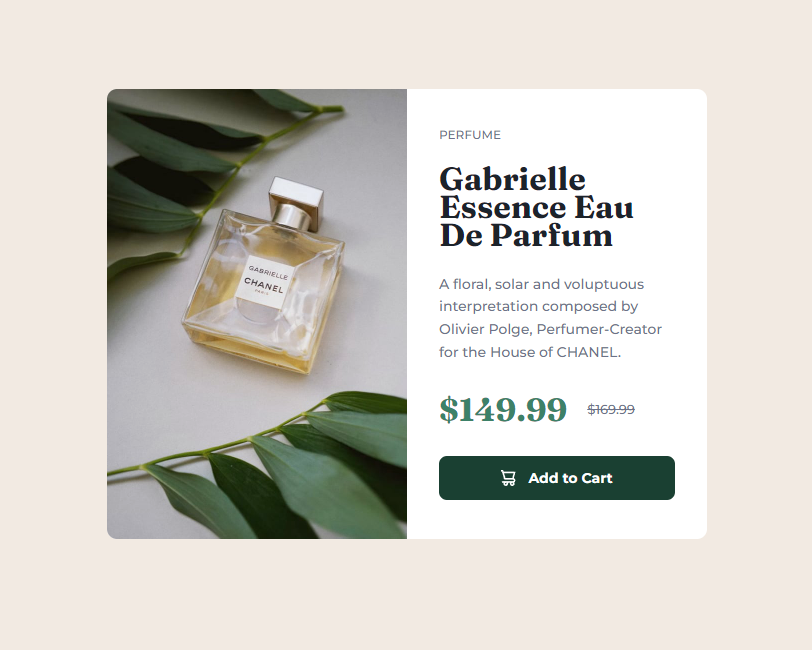 GABRIELLE
CHANEL
PARIS
PERFUME
Gabrielle
Essence Eau
De Parfum
A floral, solar and voluptuous
interpretation composed by
Olivier Polge, Perfumer-Creator
for the House of CHANEL.
$149.99 $169.99
Add to Cart